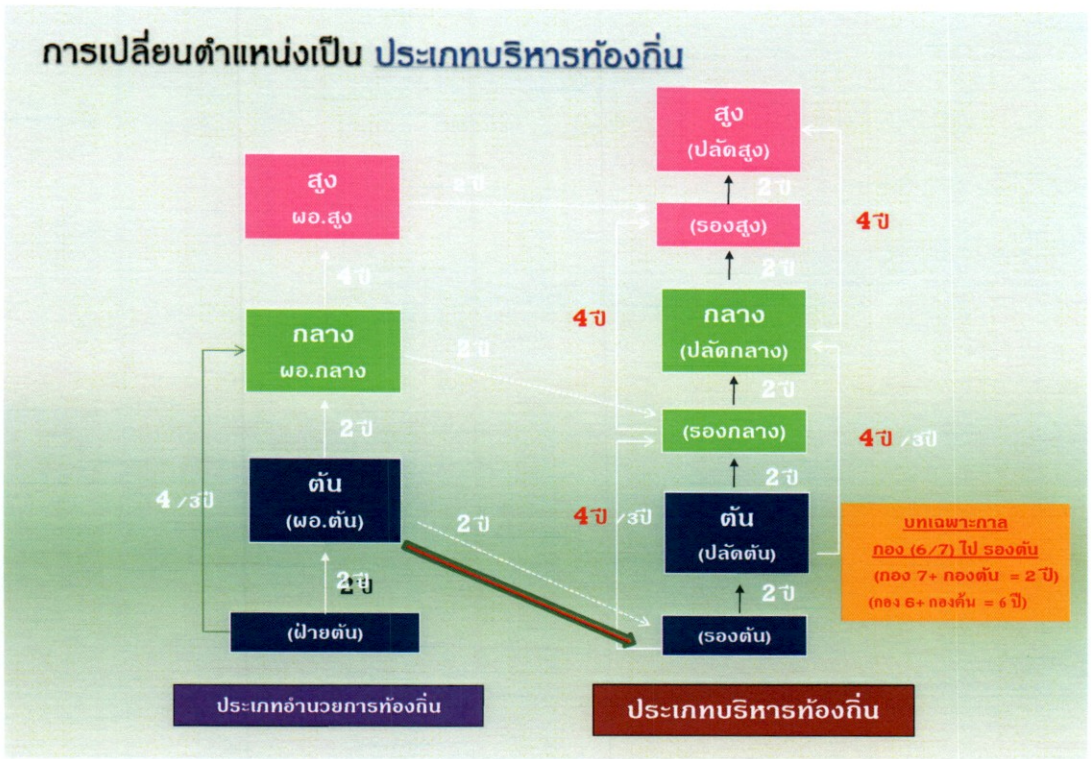 การเปลี่ยนตำแหน่งเป็น ประเภทบริหารท้องถิ่น
สูง
(ปลัดสูง)
2 ปี
(รองสูง)
4 ปี
2 ปี
สูง
ผอ.สูง
2 ปี
4 ปี
กลาง
(ปลัดกลาง)
4 ปี
กลาง
ผอ.กลาง
2 ปี
2 ปี
(รองกลาง)
4 ปี /3ปี
2 ปี
2 ปี
ต้น
(ผอ.ต้น)
4 /3ปี
2 ปี
4 ปี /3ปี
ต้น
(ปลัดต้น)
บทเฉพาะกาล
กอง (6/7) ไป รองต้น
(กอง 7+ กองต้น = 2 ปี)
(กอง 6+ กองต้น = 6 ปี)
2 ปี
2 ปี
(ฝ่ายต้น)
(รองต้น)
ประเภทอำนวยการท้องถิ่น
ประเภทบริหารท้องถิ่น